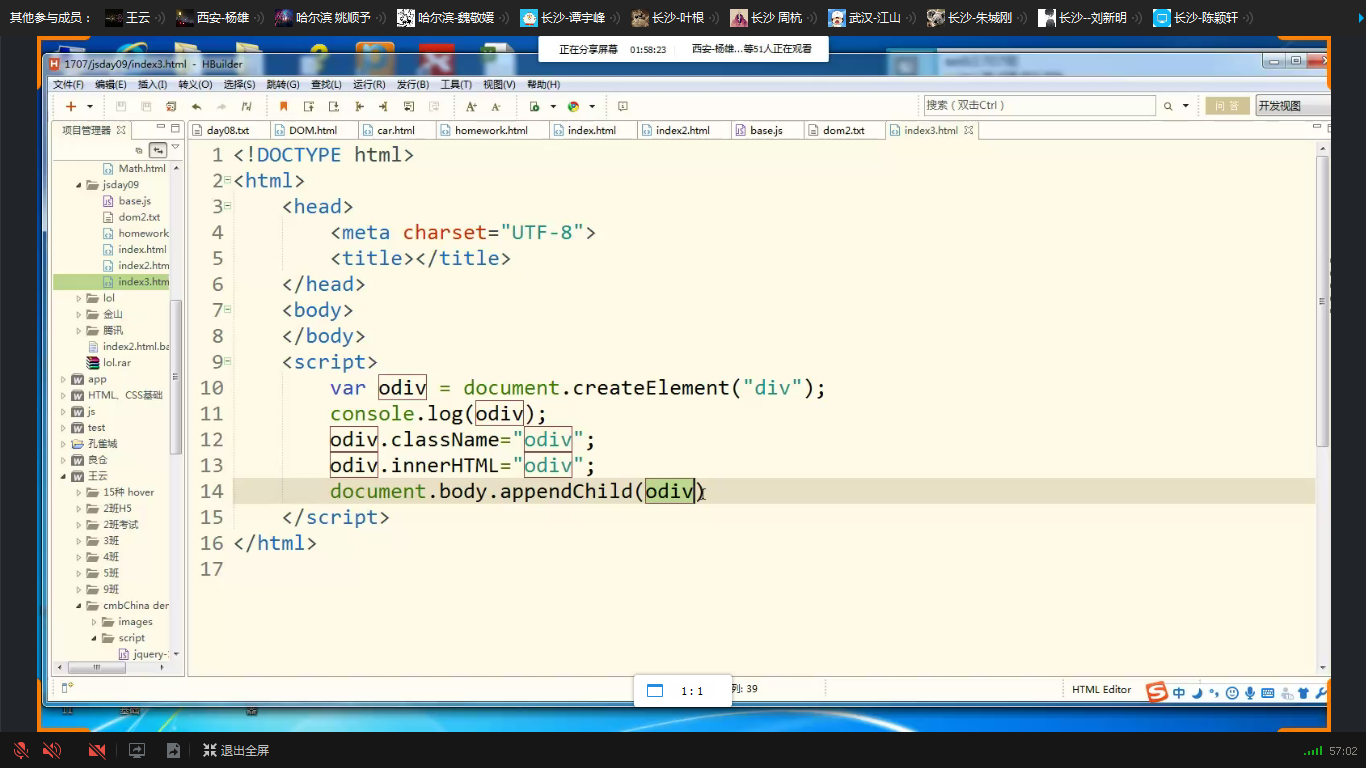 其他参与成员： 王云 西安-杨雄 哈尔滨 姚顺予 哈尔滨-魏敬媛 长沙-谭宇峰 长沙-叶根 长沙 周杭 武汉-江山 长沙-朱城刚 长沙--刘新明 长沙-陈颖轩
正在分享屏幕 01:58:23 西安-杨雄...等51人正在观看
1707/jsday09/index3.html - HBuilder
文件(F) 编辑(E) 插入(I) 转义(O) 选择(S) 跳转(G) 查找(L) 运行(R) 发行(B) 工具(T) 视图(V) 帮助(H)
搜索（双击Ctrl） 问 答 开发视图
项目管理器 day08.txt DOM.html car.html homework.html index.html index2.html base.js dom2.txt index3.html
Math.html
jsday09
base.js
dom2.txt
homework
index.html
index2.htm
index3.htm
lol
金山
腾讯
index2.html.ba
lol.rar
app
HTML、CSS基础
js
test
孔雀城
良仓
王云
15种 hover
2班H5
2班考试
3班
4班
5班
9班
cmbChina der
images
script
jquery-
1 <!DOCTYPE html>
2 <html>
3 <head>
4 <meta charset="UTF-8">
5 <title></title>
6 </head>
7 <body>
8 </body>
9 <script>
10 var odiv = document.createElement("div");
11 console.log(odiv);
12 odiv.className="odiv";
13 odiv.innerHTML="odiv";
14 document.body.appendChild(odiv)
15 </script>
16 </html>
17
1:1 列: 39 HTML Editor 中
退出全屏 57:02